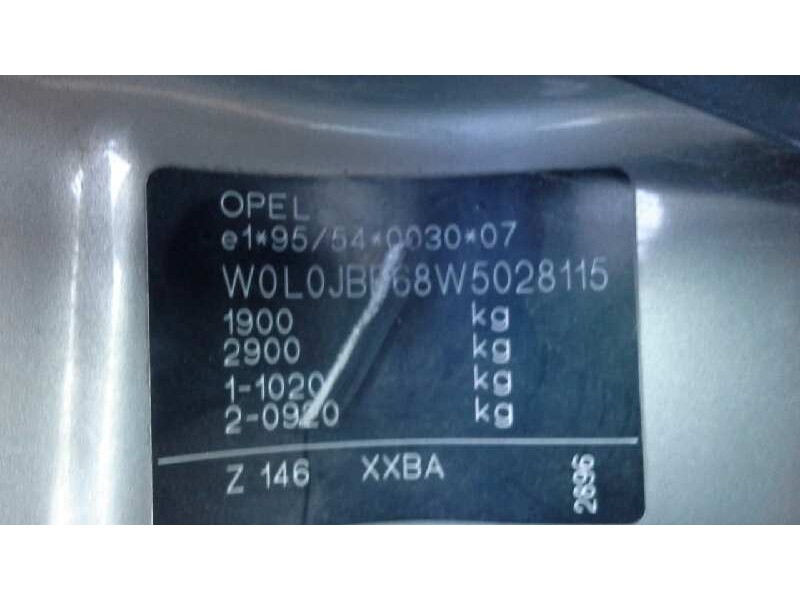 OPEL
e1*95/54*0030*07
W0L0JBF68W5028115
1900 kg
2900 kg
1-1020 kg
2-0920 kg
Z 146 XXBA
2696